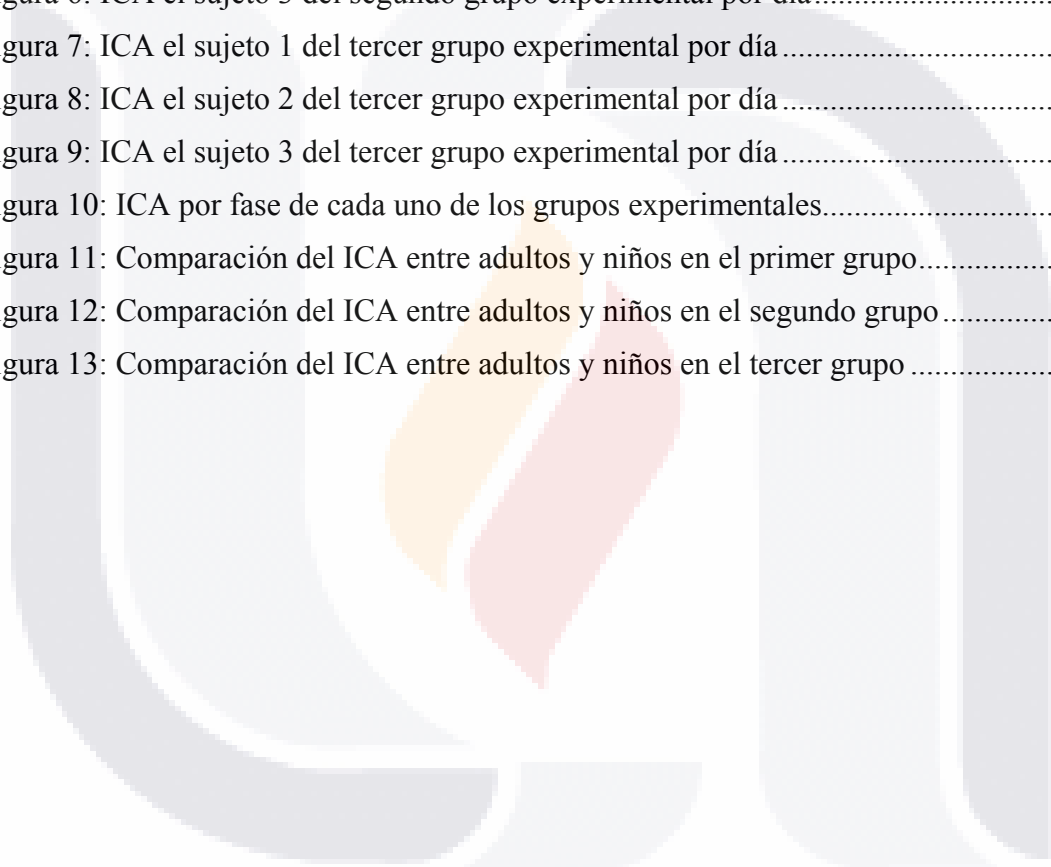 gura 6: ICA el sujeto 3 del segundo grupo experimental por día
gura 7: ICA el sujeto 1 del tercer grupo experimental por día
gura 8: ICA el sujeto 2 del tercer grupo experimental por día
gura 9: ICA el sujeto 3 del tercer grupo experimental por día
gura 10: ICA por fase de cada uno de los grupos experimentales
gura 11: Comparación del ICA entre adultos y niños en el primer grupo
gura 12: Comparación del ICA entre adultos y niños en el segundo grupo
gura 13: Comparación del ICA entre adultos y niños en el tercer grupo